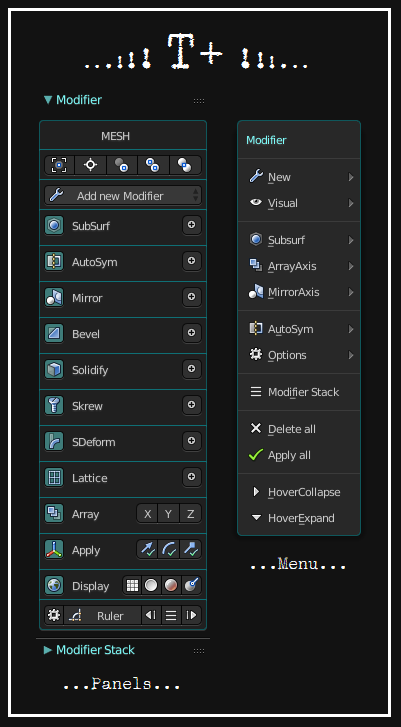 ...:!! T+ !!:...
Modifier
MESH
Add new Modifier
SubSurf
AutoSym
Mirror
Bevel
Solidify
Skrew
SDeform
Lattice
Array X Y Z
Apply
Display
Ruler
Modifier Stack
...Panels...
Modifier
New
Visual
Subsurf
ArrayAxis
MirrorAxis
AutoSym
Options
Modifier Stack
Delete all
Apply all
HoverCollapse
HoverExpand
...Menu...